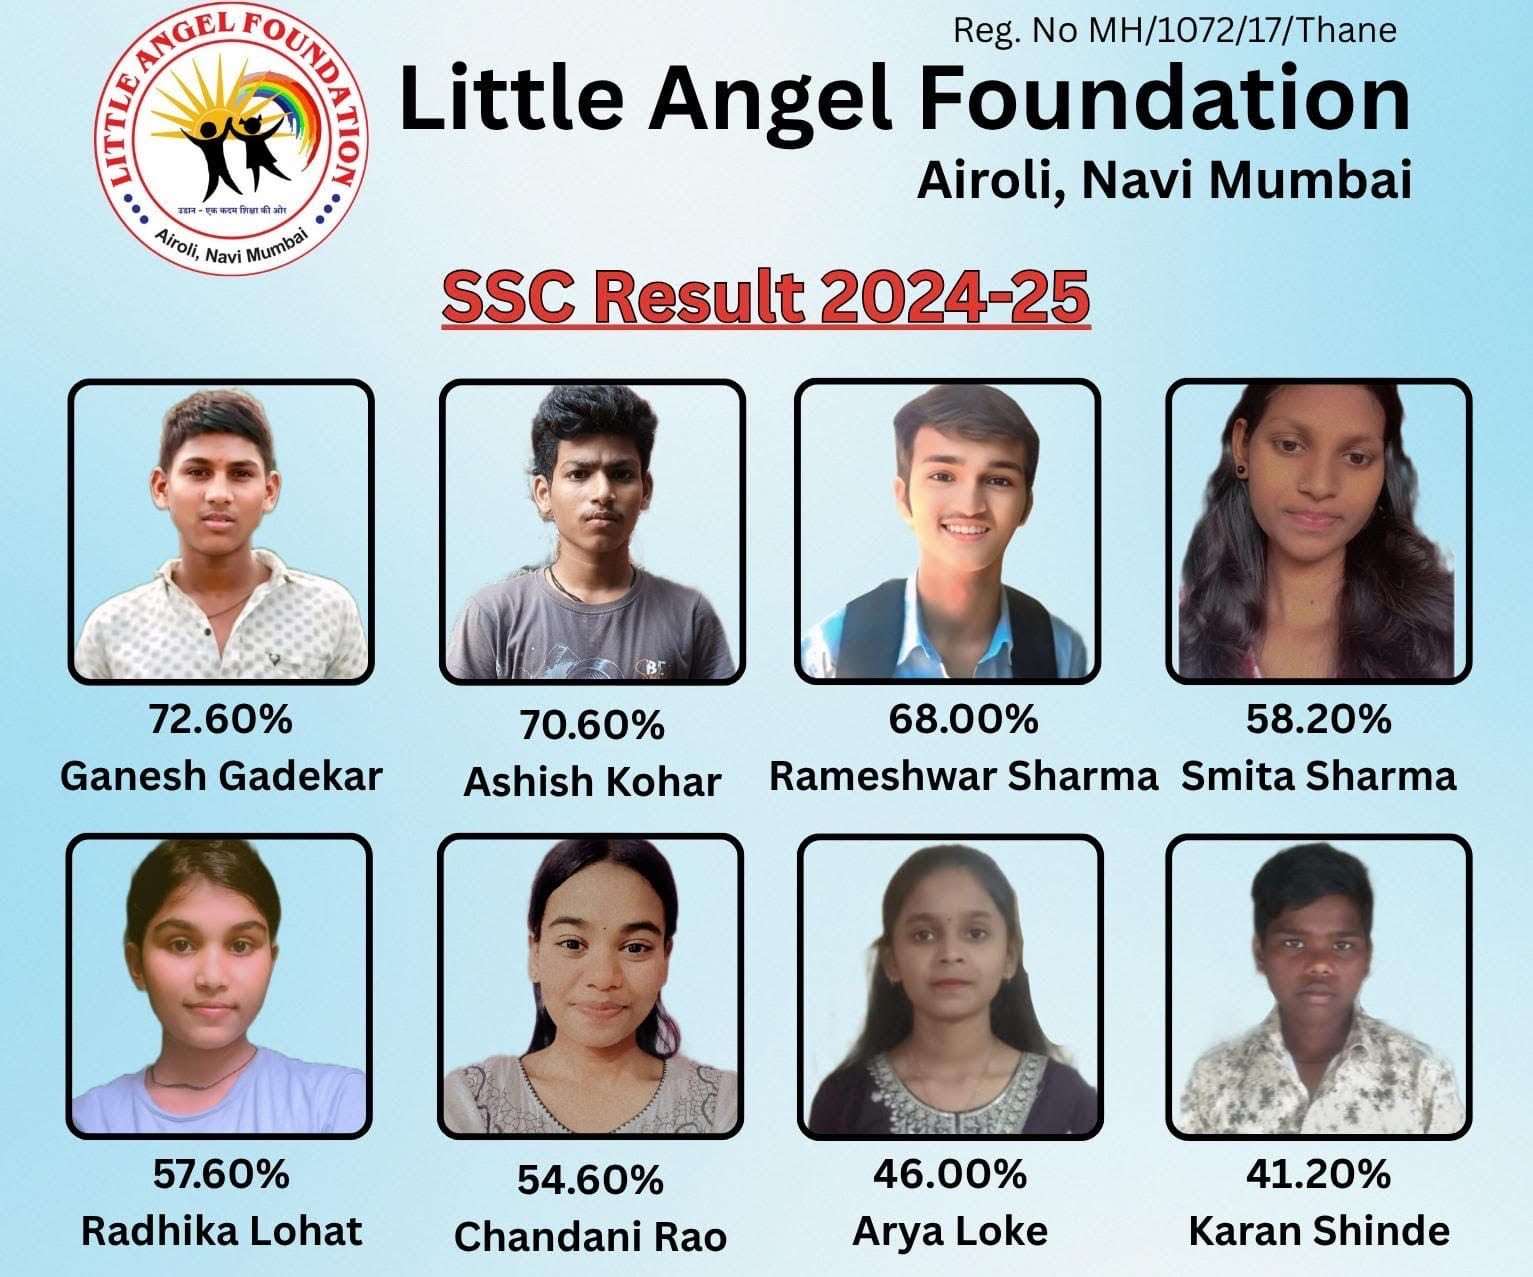 LITTLE ANGEL FOUNDATION
उडान - एक कदम शिक्षा की ओर
Airoli, Navi Mumbai
Reg. No MH/1072/17/Thane
Little Angel Foundation
Airoli, Navi Mumbai
SSC Result 2024-25
BE
72.60% 70.60% 68.00% 58.20%
Ganesh Gadekar Ashish Kohar Rameshwar Sharma Smita Sharma
57.60% 54.60% 46.00% 41.20%
Radhika Lohat Chandani Rao Arya Loke Karan Shinde